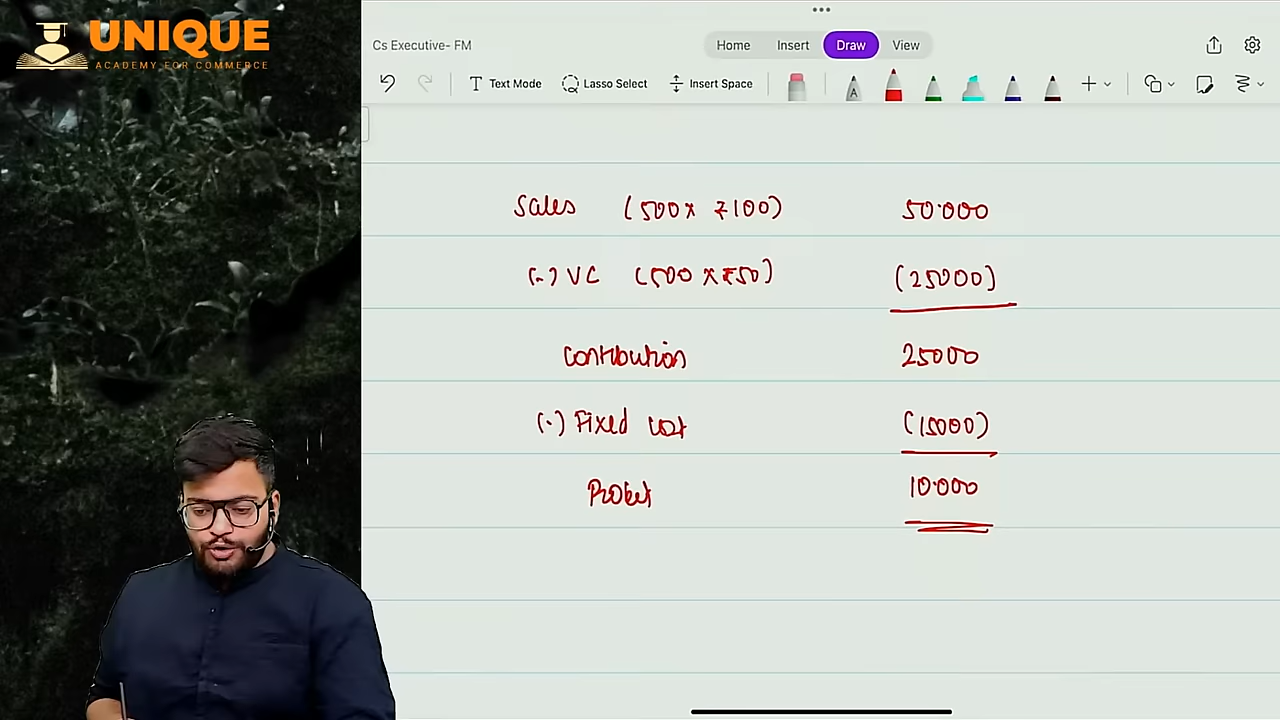 UNIQUE
ACADEMY FOR COMMERCE
Cs Executive- FM
Home Insert Draw View
Text Mode Lasso Select Insert Space
A
Sales (500 x ₹100) 50.000
(-) VC (500 x ₹50) (25000)
Contribution 25000
(-) Fixed cost (15000)
Profit 10.000